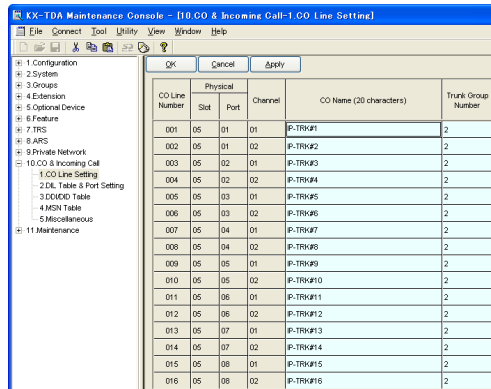 KX-TDA Maintenance Console - [10.CO & Incoming Call-1.CO Line Setting]
File Connect Tool Utility View Window Help
1.Configuration
2.System
3.Groups
4.Extension
5.Optional Device
6.Feature
7.TRS
8.ARS
9.Private Network
10.CO & Incoming Call
1.CO Line Setting
2.DIL Table & Port Setting
3.DDI/DID Table
4.MSN Table
5.Miscellaneous
11.Maintenance
OK Cancel Apply
CO Line Number Physical Slot Port Channel CO Name (20 characters) Trunk Group Number
001 05 01 01 IP-TRK#1 2
002 05 01 02 IP-TRK#2 2
003 05 02 01 IP-TRK#3 2
004 05 02 02 IP-TRK#4 2
005 05 03 01 IP-TRK#5 2
006 05 03 02 IP-TRK#6 2
007 05 04 01 IP-TRK#7 2
008 05 04 02 IP-TRK#8 2
009 05 05 01 IP-TRK#9 2
010 05 05 02 IP-TRK#10 2
011 05 06 01 IP-TRK#11 2
012 05 06 02 IP-TRK#12 2
013 05 07 01 IP-TRK#13 2
014 05 07 02 IP-TRK#14 2
015 05 08 01 IP-TRK#15 2
016 05 08 02 IP-TRK#16 2